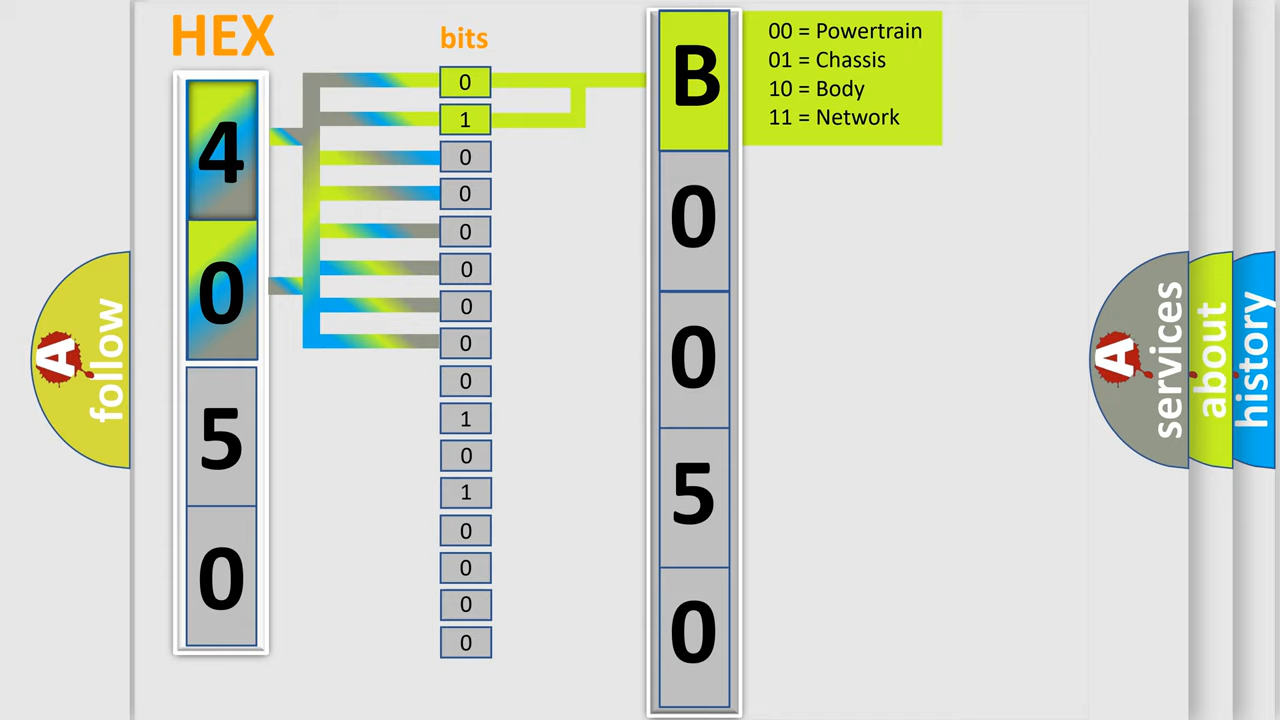 HEX
bits
4
0
5
0
0
1
0
0
0
0
0
0
0
1
0
1
0
0
0
0
B
0
0
5
0
00 = Powertrain
01 = Chassis
10 = Body
11 = Network
A
follow
A
services
about
history